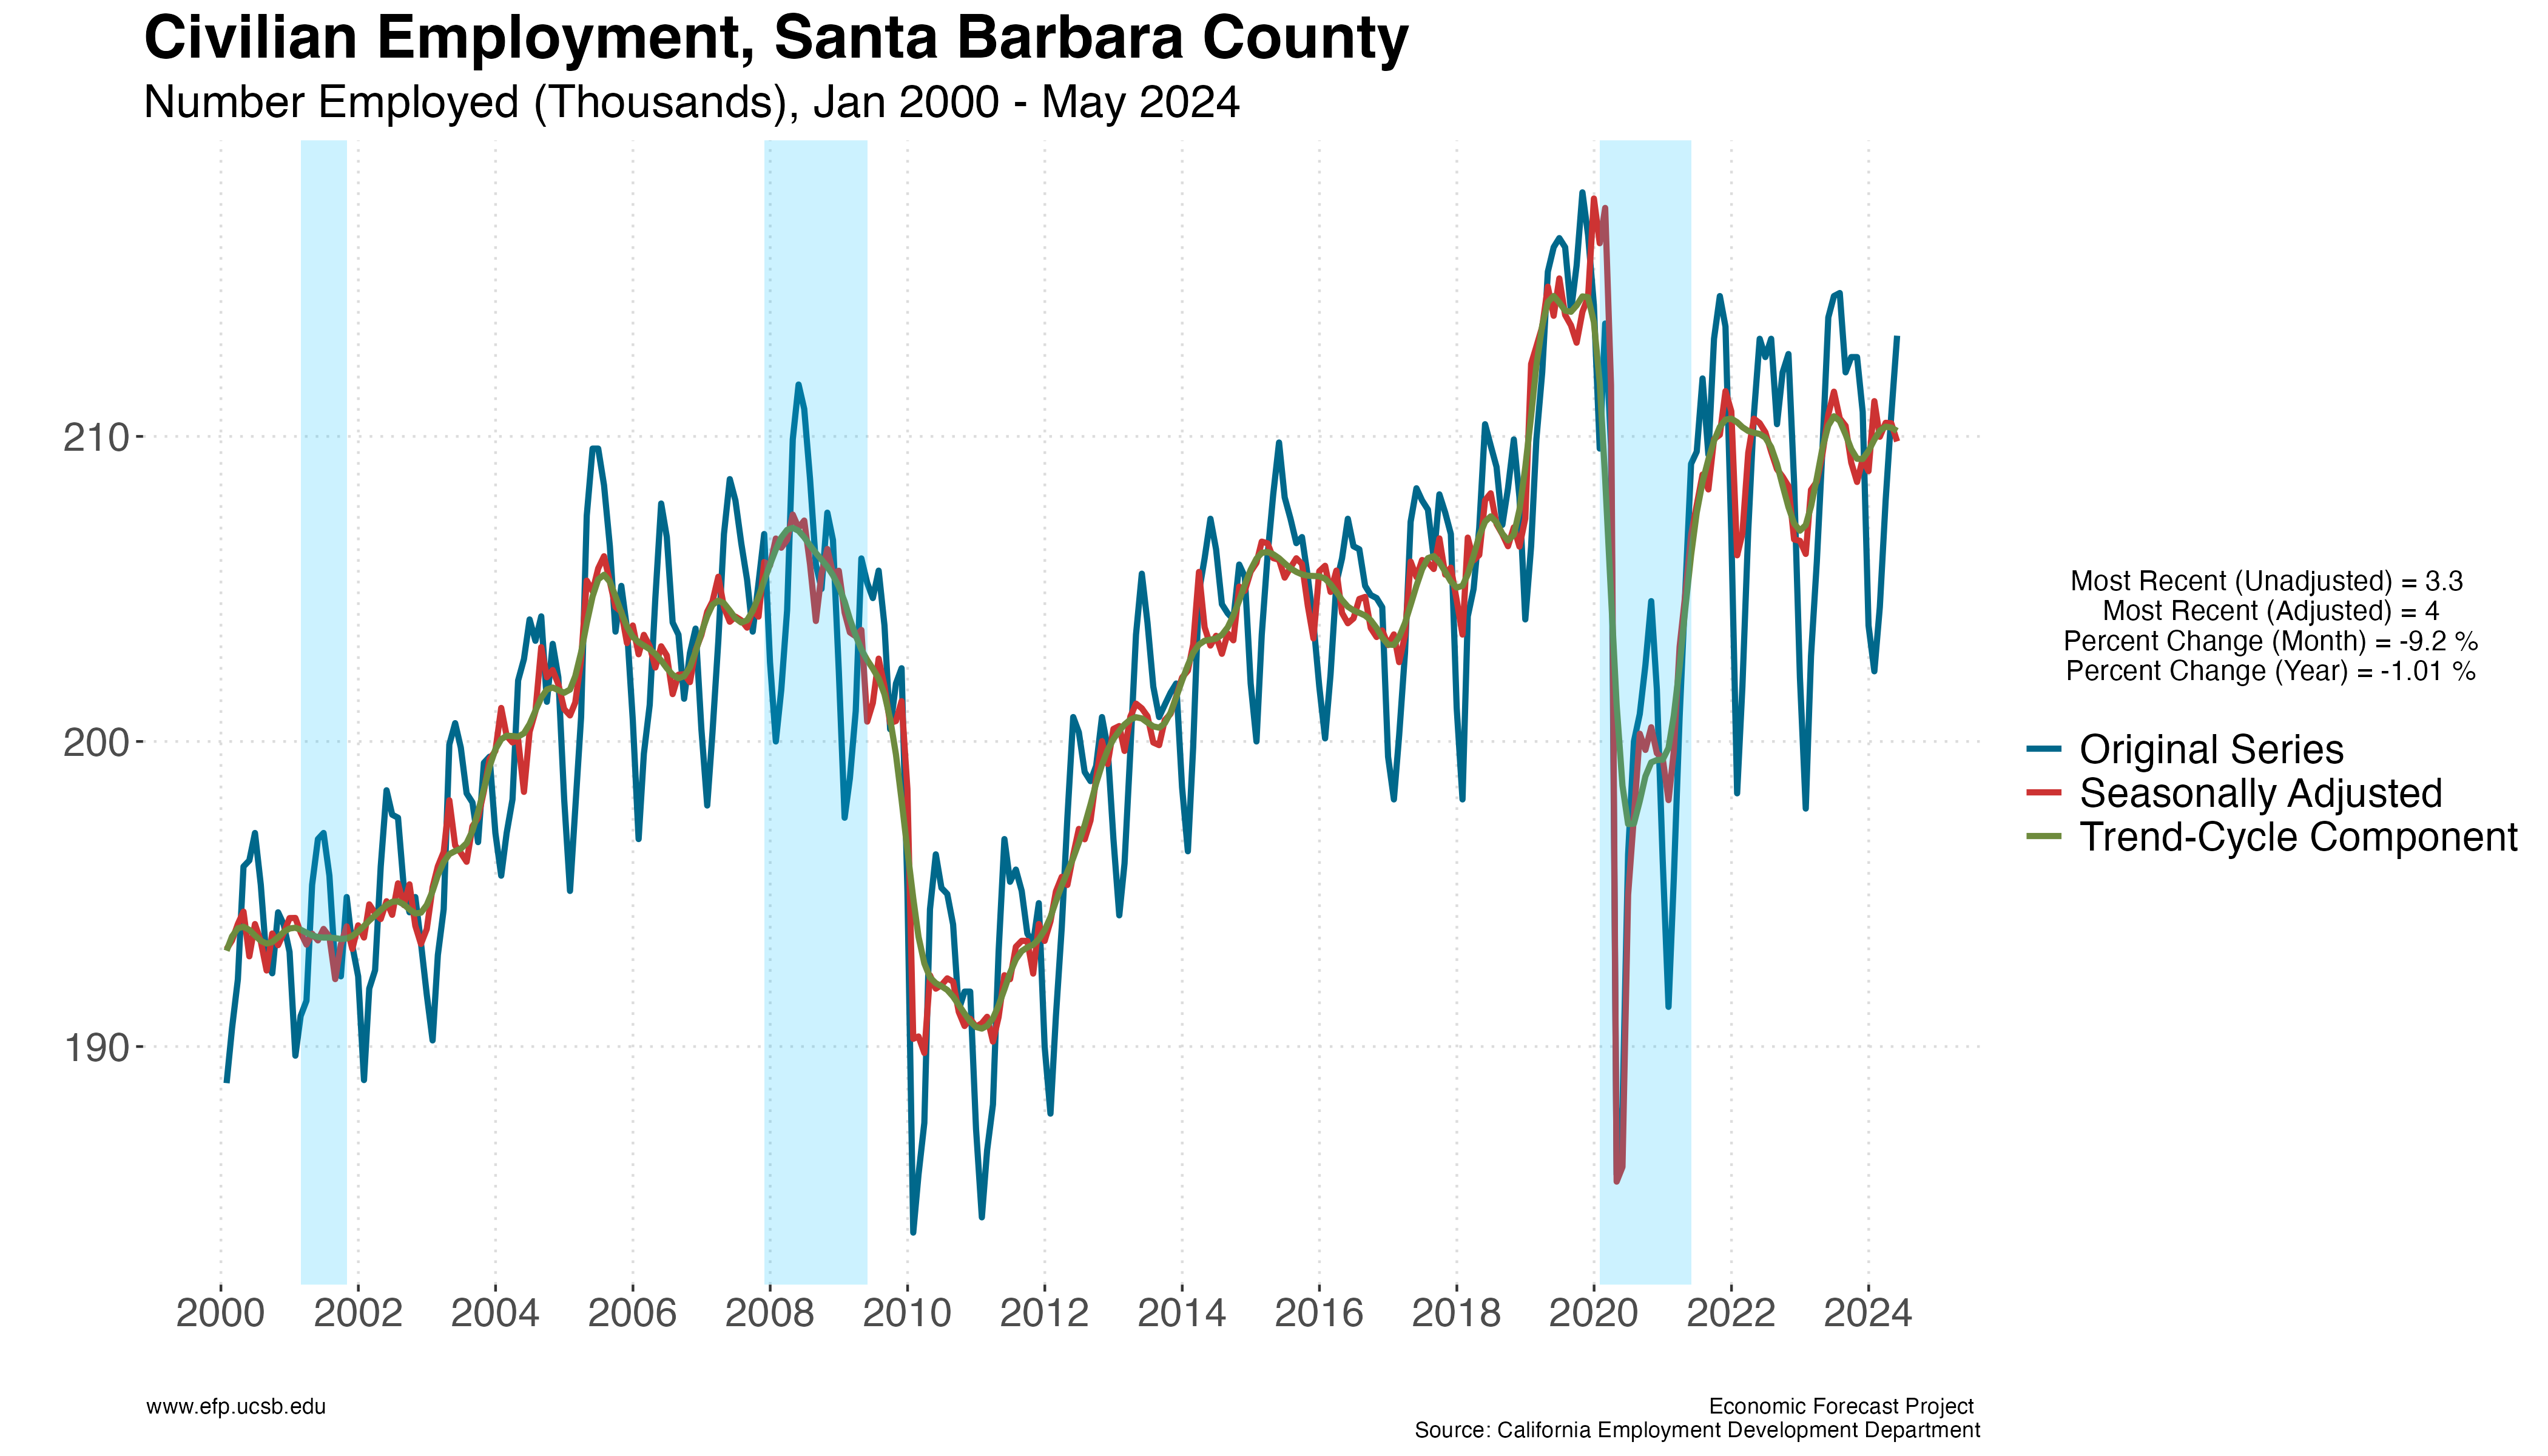 Civilian Employment, Santa Barbara County
Number Employed (Thousands), Jan 2000 - May 2024
210
200
190
2000 2002 2004 2006 2008 2010 2012 2014 2016 2018 2020 2022 2024
Most Recent (Unadjusted) = 3.3
Most Recent (Adjusted) = 4
Percent Change (Month) = -9.2 %
Percent Change (Year) = -1.01 %
Original Series
Seasonally Adjusted
Trend-Cycle Component
www.efp.ucsb.edu
Economic Forecast Project
Source: California Employment Development Department